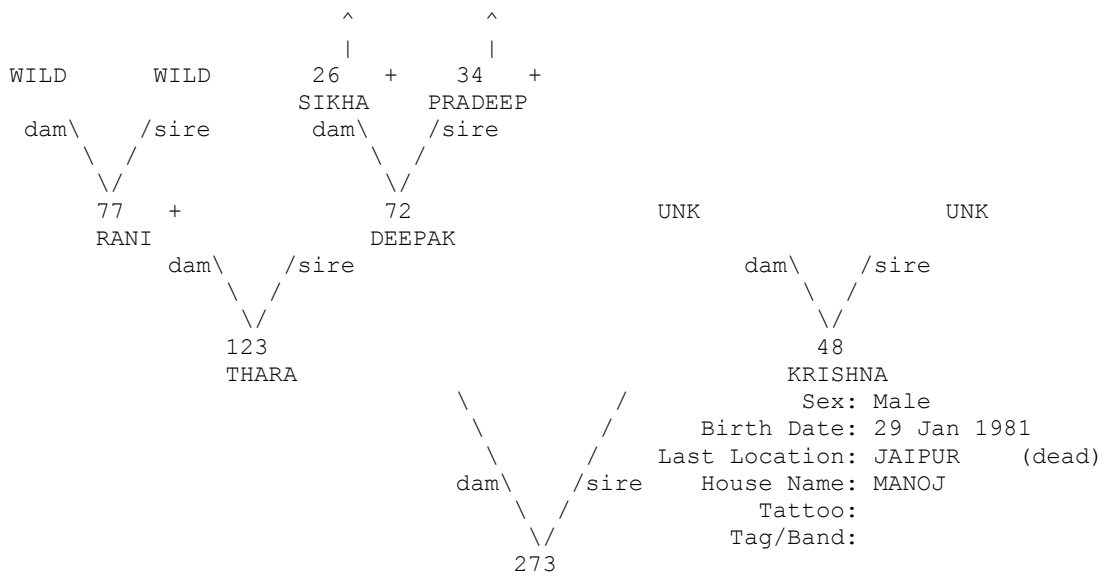 ^ ^
| |
WILD WILD 26 + 34 +
SIKHA PRADEEP
dam\ /sire dam\ /sire
\ / \ /
\/ \/
77 + 72 UNK UNK
RANI DEEPAK
dam\ /sire dam\ /sire
\ / \ /
\/ \/
123 48
THARA KRISHNA
\ / Sex: Male
\ / Birth Date: 29 Jan 1981
\ / Last Location: JAIPUR (dead)
dam\ /sire House Name: MANOJ
\ / Tattoo:
\/ Tag/Band:
273